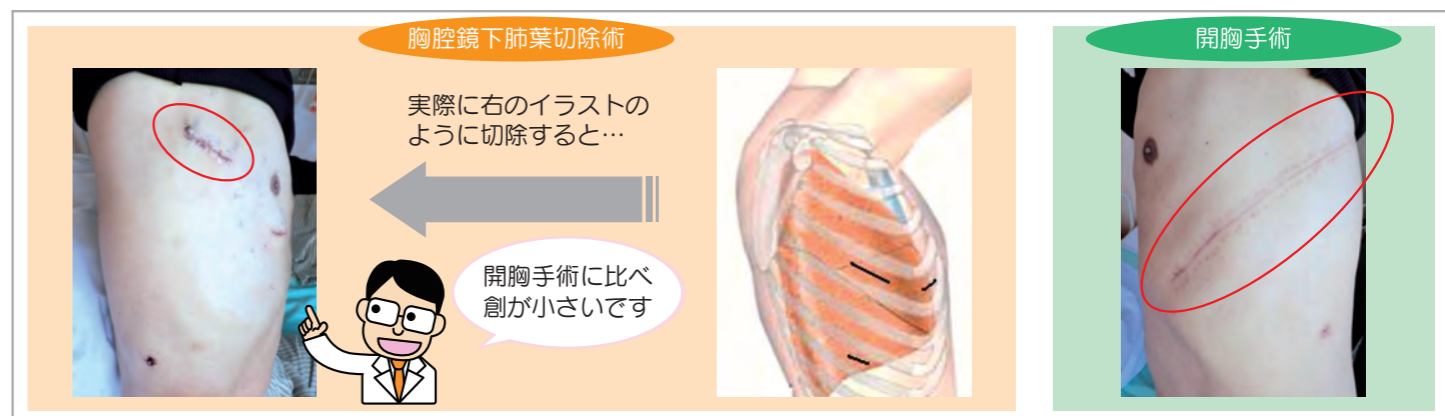 胸腔鏡下肺葉切除術
実際に右のイラストの
ように切除すると…
開胸手術に比べ
創が小さいです
開胸手術